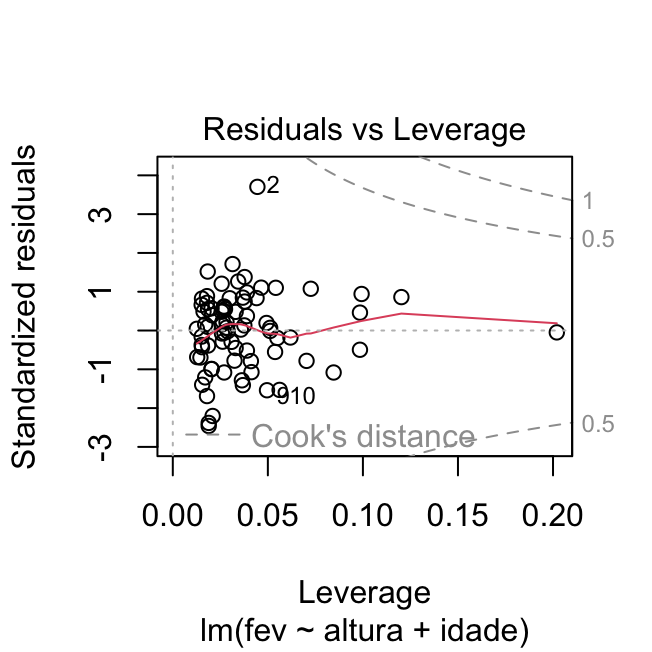 Residuals vs Leverage
Standardized residuals
3
1
-1
-3
2
910
1
0.5
0.5
Cook's distance
0.00 0.05 0.10 0.15 0.20
Leverage
lm(fev ~ altura + idade)